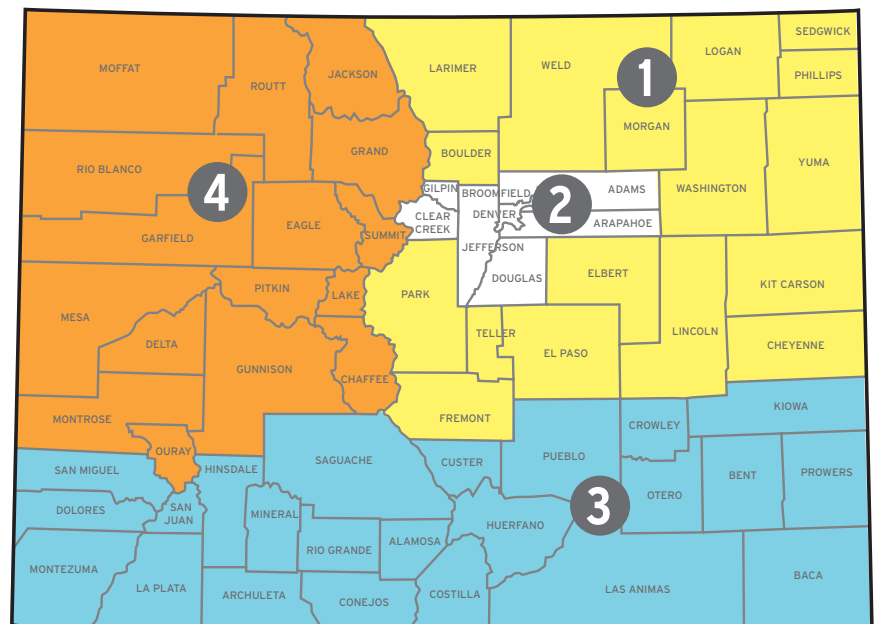 SEDGWICK
LOGAN
WELD
LARIMER
MOFFAT
JACKSON
PHILLIPS
ROUTT
1
MORGAN
GRAND
BOULDER
YUMA
RIO BLANCO
GILPIN
BROOMFIELD
ADAMS
WASHINGTON
4
2
CLEAR
CREEK
DENVER
ARAPAHOE
EAGLE
SUMMIT
GARFIELD
JEFFERSON
DOUGLAS
ELBERT
KIT CARSON
PITKIN
LAKE
PARK
MESA
TELLER
LINCOLN
DELTA
EL PASO
CHEYENNE
GUNNISON
CHAFFEE
KIOWA
MONTROSE
FREMONT
CROWLEY
OURAY
SAN MIGUEL
HINSDALE
SAGUACHE
CUSTER
PUEBLO
BENT
PROWERS
OTERO
3
DOLORES
SAN
JUAN
MINERAL
HUERFANO
RIO GRANDE
ALAMOSA
MONTEZUMA
LA PLATA
ARCHULETA
CONEJOS
COSTILLA
LAS ANIMAS
BACA